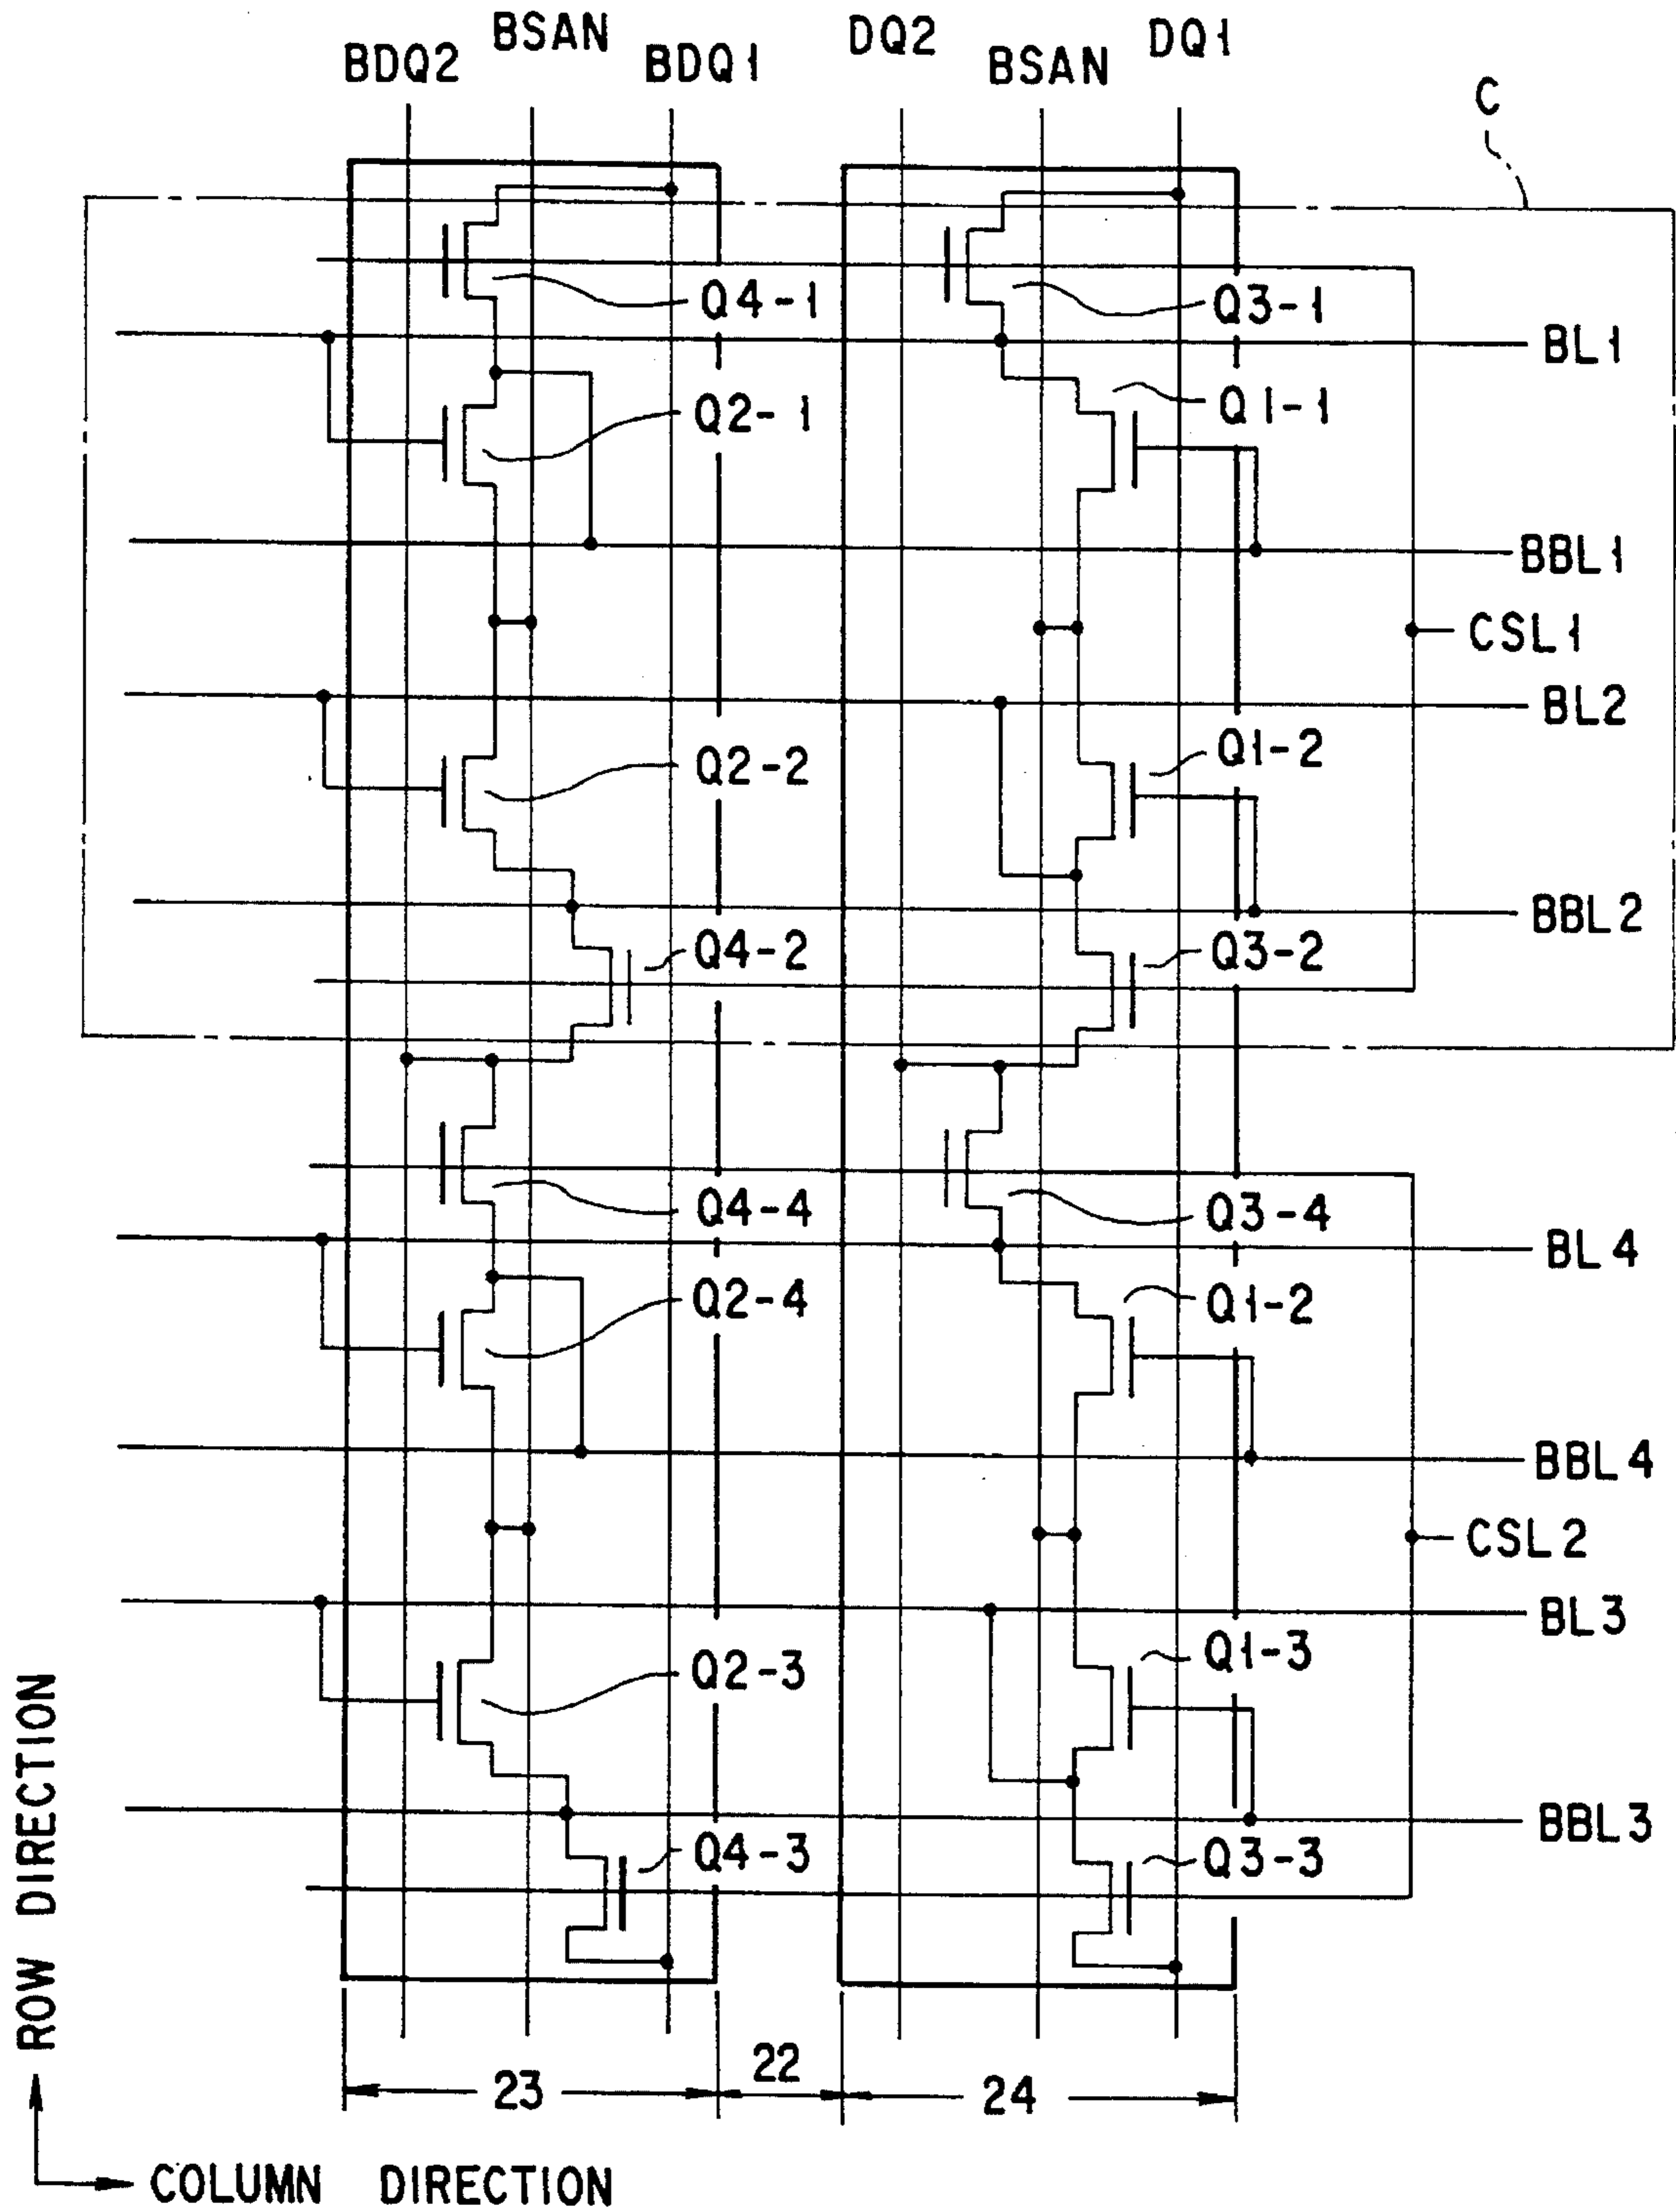 BDQ2 BSAN BDQ1 DQ2 BSAN DQ1
C
Q4-1 Q3-1
BL1
Q2-1 Q1-1
BBL1
CSL1
BL2
Q2-2 Q1-2
BBL2
Q4-2 Q3-2
Q4-4 Q3-4
BL4
Q2-4 Q1-2
BBL4
CSL2
BL3
Q2-3 Q1-3
BBL3
Q4-3 Q3-3
ROW DIRECTION
23 22 24
COLUMN DIRECTION